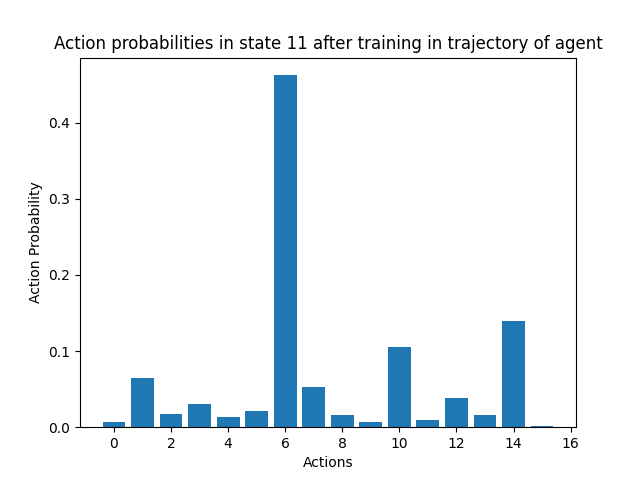 Action probabilities in state 11 after training in trajectory of agent
Action Probability
0.4
0.3
0.2
0.1
0.0
0 2 4 6 8 10 12 14 16
Actions